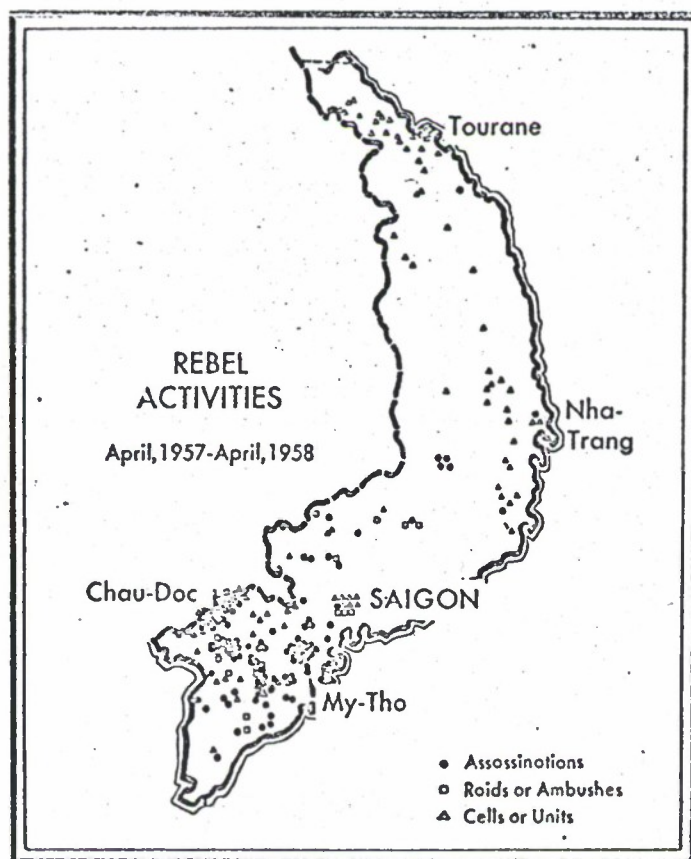 Tourane
REBEL
ACTIVITIES
April, 1957-April, 1958
Nha-
Trang
Chau-Doc
SAIGON
My-Tho
Assossinotions
Roids or Ambushes
Cells or Units